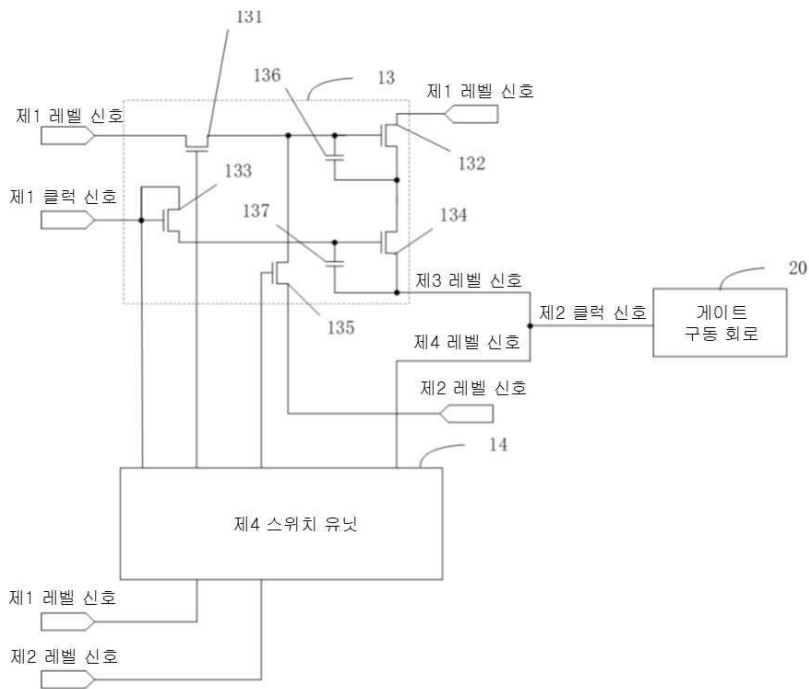 131
13
136
제1 레벨 신호
제1 레벨 신호
132
133
제1 클럭 신호
137
134
20
제3 레벨 신호
135
제2 클럭 신호
게이트
구동 회로
제4 레벨 신호
제2 레벨 신호
14
제4 스위치 유닛
제1 레벨 신호
제2 레벨 신호